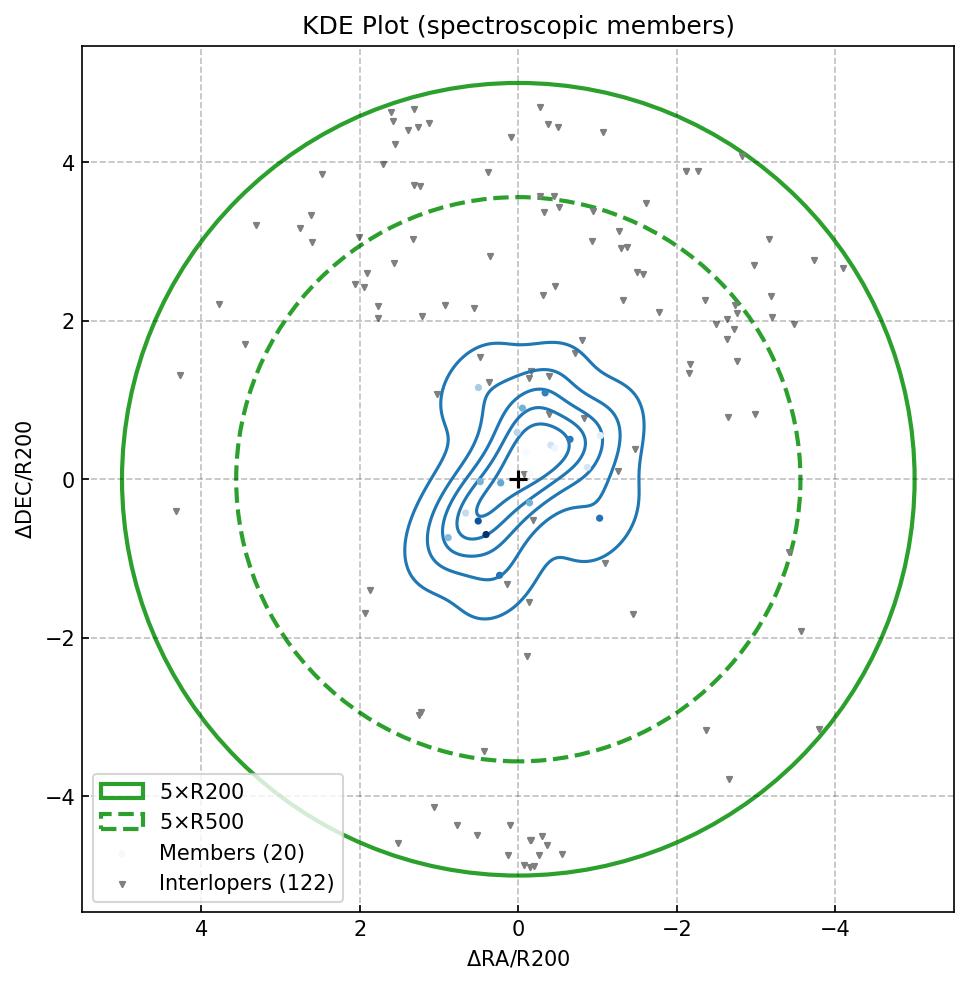 KDE Plot (spectroscopic members)
4
2
0
−2
−4
ΔDEC/R200
5×R200
5×R500
Members (20)
Interlopers (122)
4
2
0
−2
−4
ΔRA/R200